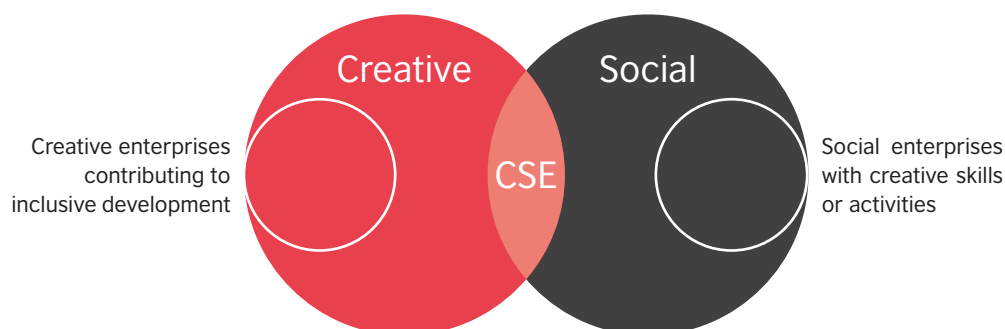 Creative
Social
Creative enterprises
contributing to
inclusive development
CSE
Social enterprises
with creative skills
or activities